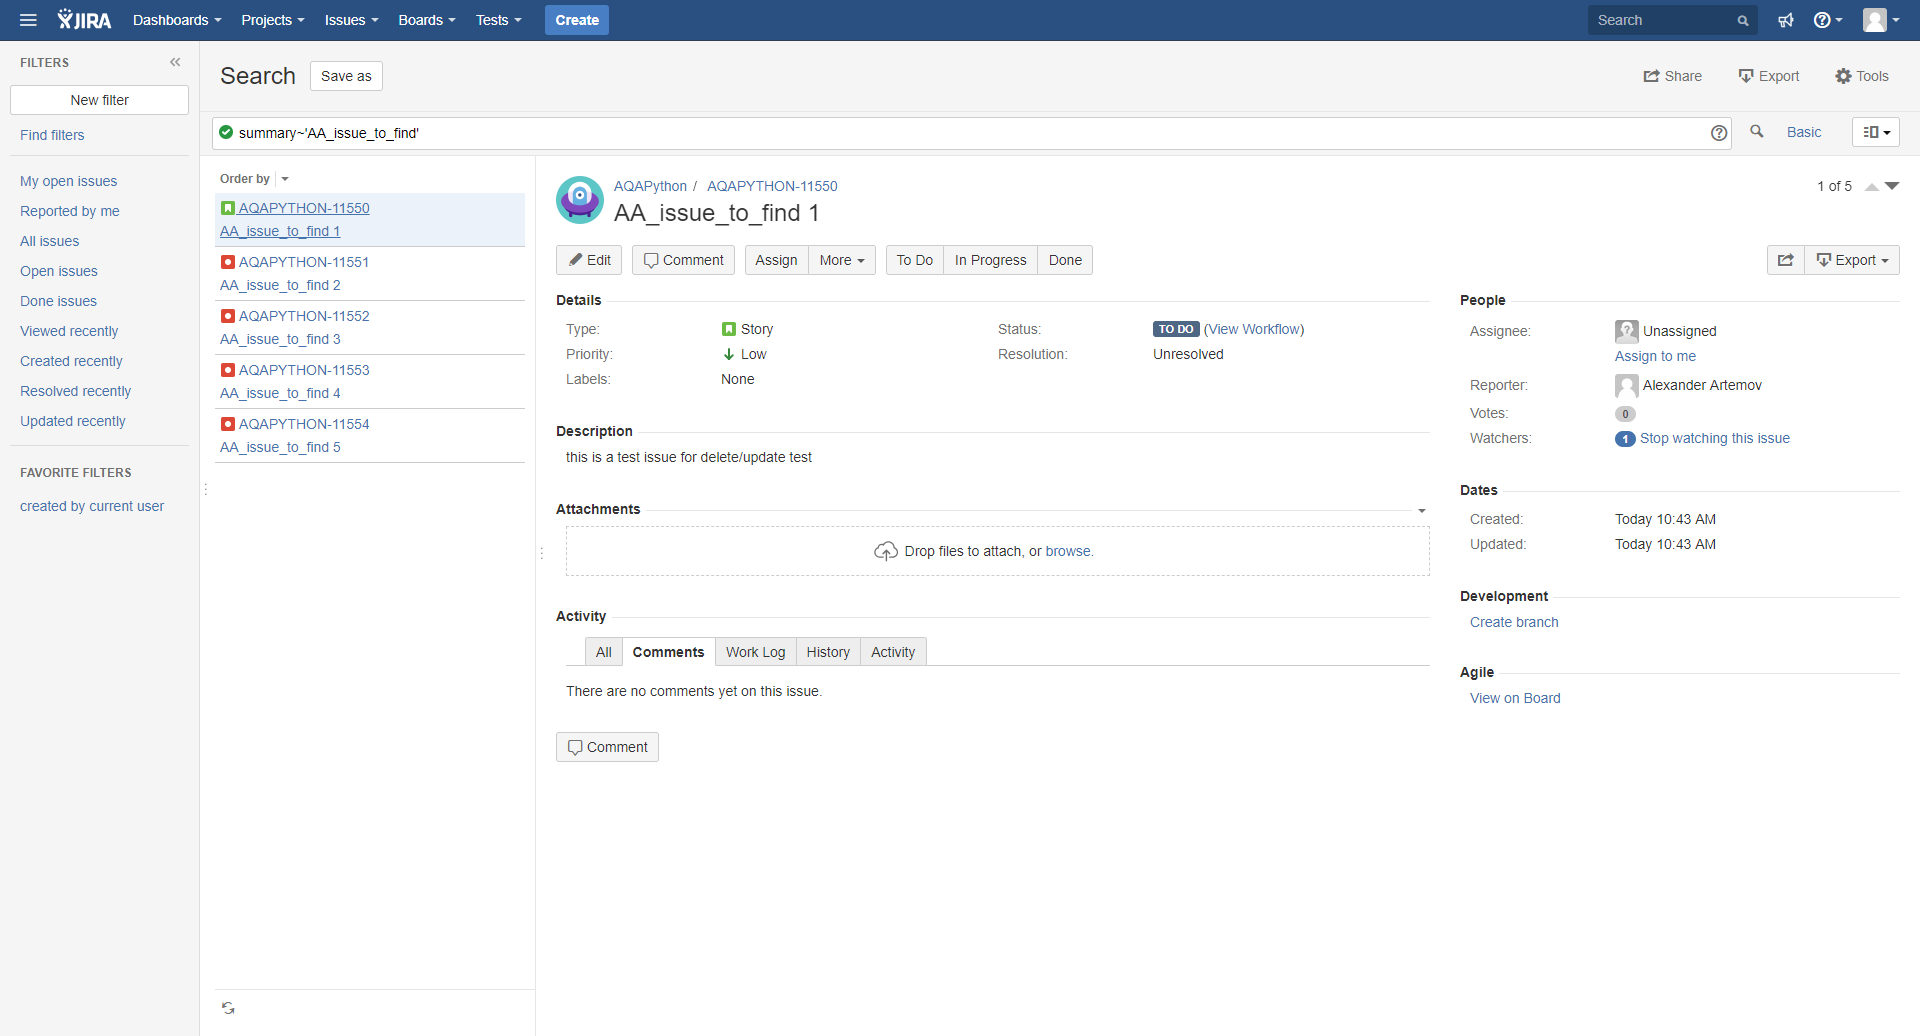 JIRA Dashboards Projects Issues Boards Tests Create Search
FILTERS
New filter
Find filters
My open issues
Reported by me
All issues
Open issues
Done issues
Viewed recently
Created recently
Resolved recently
Updated recently
FAVORITE FILTERS
created by current user
Search Save as Share Export Tools
summary~'AA_issue_to_find' Basic
Order by
AQAPYTHON-11550
AA_issue_to_find 1
AQAPYTHON-11551
AA_issue_to_find 2
AQAPYTHON-11552
AA_issue_to_find 3
AQAPYTHON-11553
AA_issue_to_find 4
AQAPYTHON-11554
AA_issue_to_find 5
AQAPython / AQAPYTHON-11550 1 of 5
AA_issue_to_find 1
Edit Comment Assign More To Do In Progress Done Export
Details
Type: Story Status: TO DO (View Workflow)
Priority: Low Resolution: Unresolved
Labels: None
Description
this is a test issue for delete/update test
Attachments
Drop files to attach, or browse.
Activity
All Comments Work Log History Activity
There are no comments yet on this issue.
Comment
People
Assignee: Unassigned
Assign to me
Reporter: Alexander Artemov
Votes: 0
Watchers: 1 Stop watching this issue
Dates
Created: Today 10:43 AM
Updated: Today 10:43 AM
Development
Create branch
Agile
View on Board